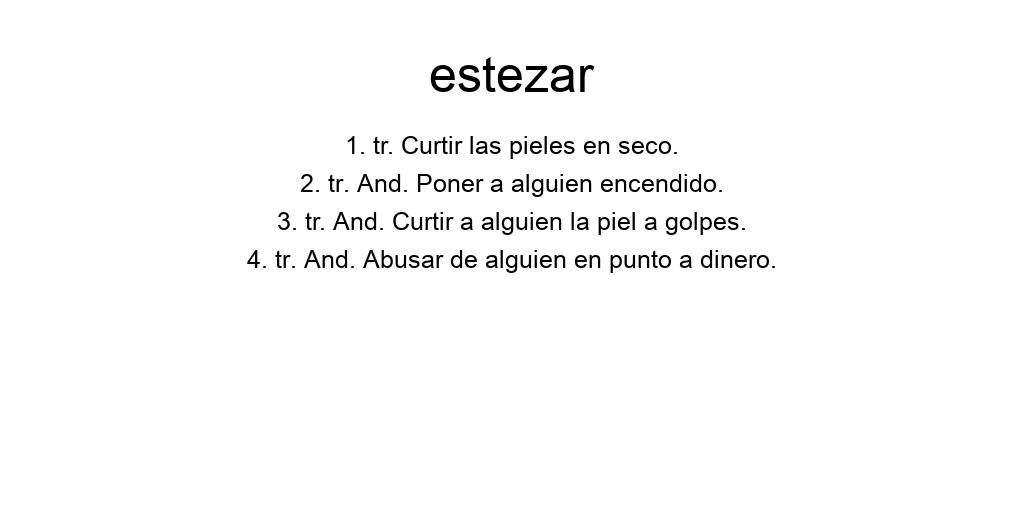 estezar
1. tr. Curtir las pieles en seco.
2. tr. And. Poner a alguien encendido.
3. tr. And. Curtir a alguien la piel a golpes.
4. tr. And. Abusar de alguien en punto a dinero.